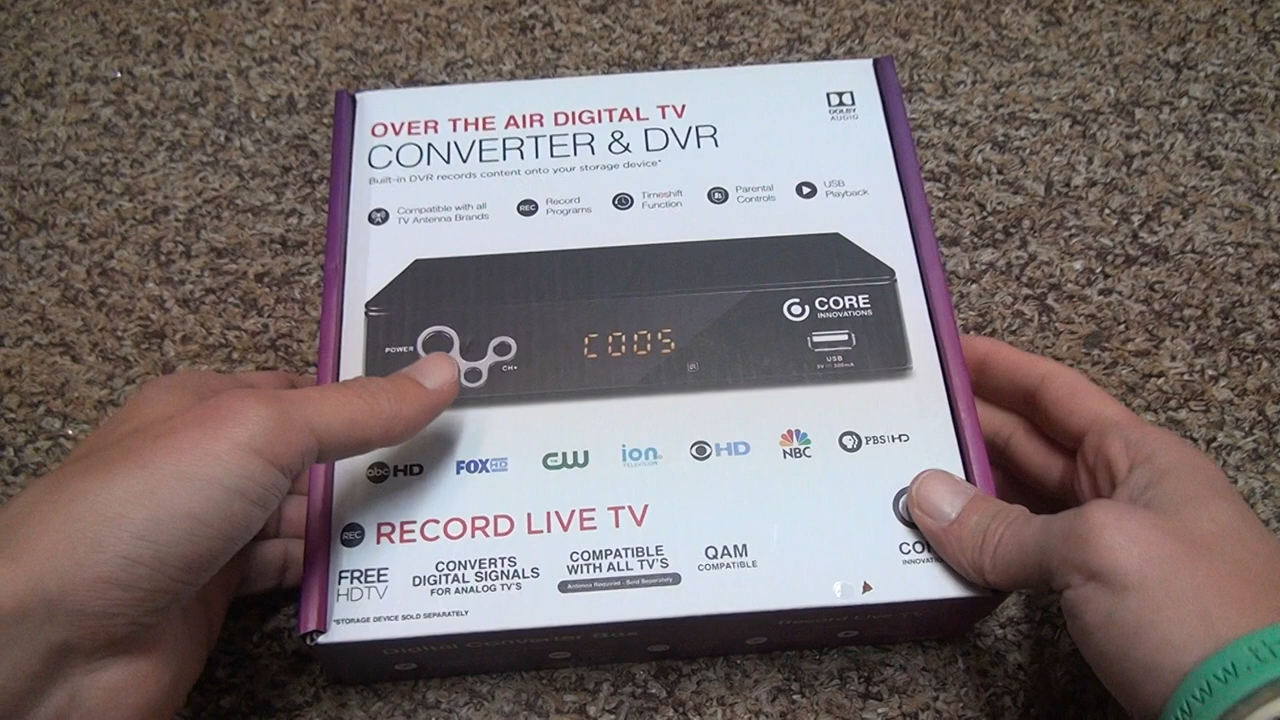 OVER THE AIR DIGITAL TV
CONVERTER & DVR
Built-in DVR records content onto your storage device*
DOLBY
AUDIO
Compatible with all
TV Antenna Brands
REC
Record
Programs
Timeshift
Function
Parental
Controls
USB
Playback
CORE
INNOVATIONS
POWER
CH+
C005
USB
5V 500mA
abc HD
FOX HD
THE CW
ion
TELEVISION
HD
NBC
PBS HD
REC
RECORD LIVE TV
FREE
HDTV
CONVERTS
DIGITAL SIGNALS
FOR ANALOG TV'S
COMPATIBLE
WITH ALL TV'S
Antenna Required - Sold Separately
QAM
COMPATIBLE
*STORAGE DEVICE SOLD SEPARATELY
Digital Converter Box
Record Live TV
www.